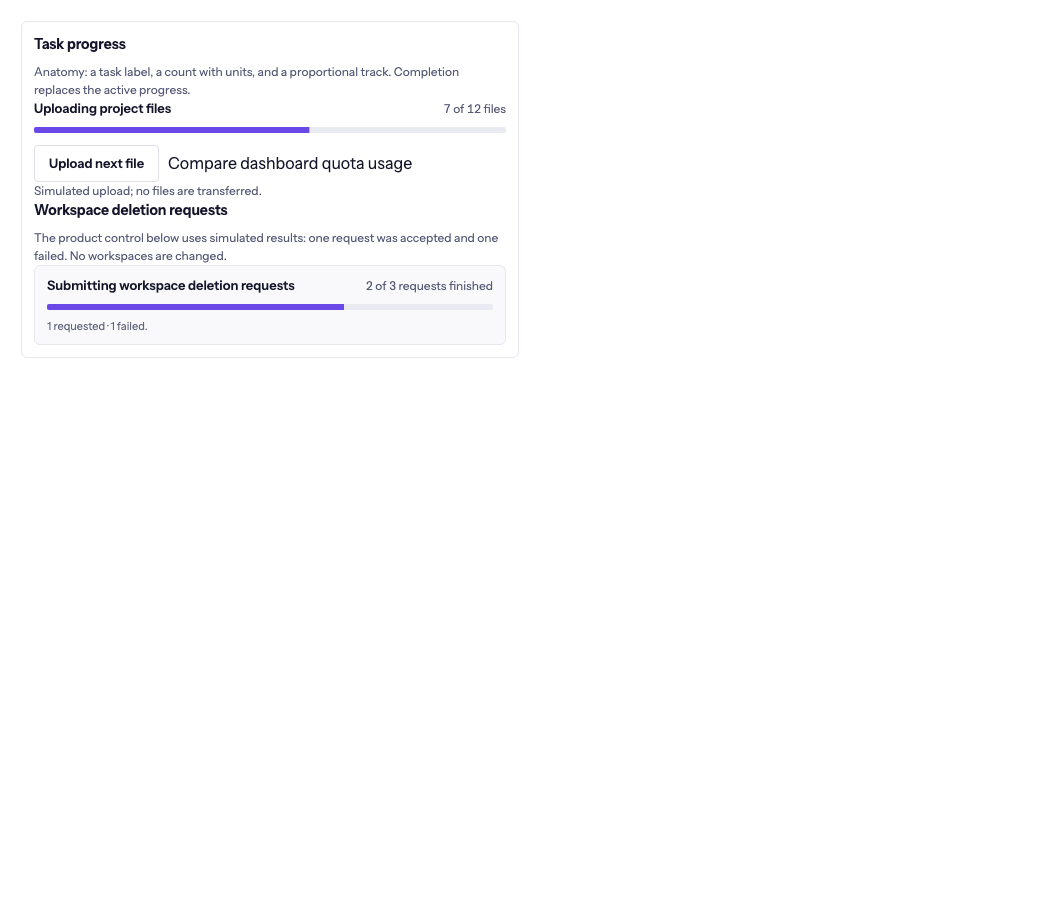 Task progress
Anatomy: a task label, a count with units, and a proportional track. Completion
replaces the active progress.
Uploading project files 7 of 12 files
Upload next file Compare dashboard quota usage
Simulated upload; no files are transferred.
Workspace deletion requests
The product control below uses simulated results: one request was accepted and one
failed. No workspaces are changed.
Submitting workspace deletion requests 2 of 3 requests finished
1 requested · 1 failed.